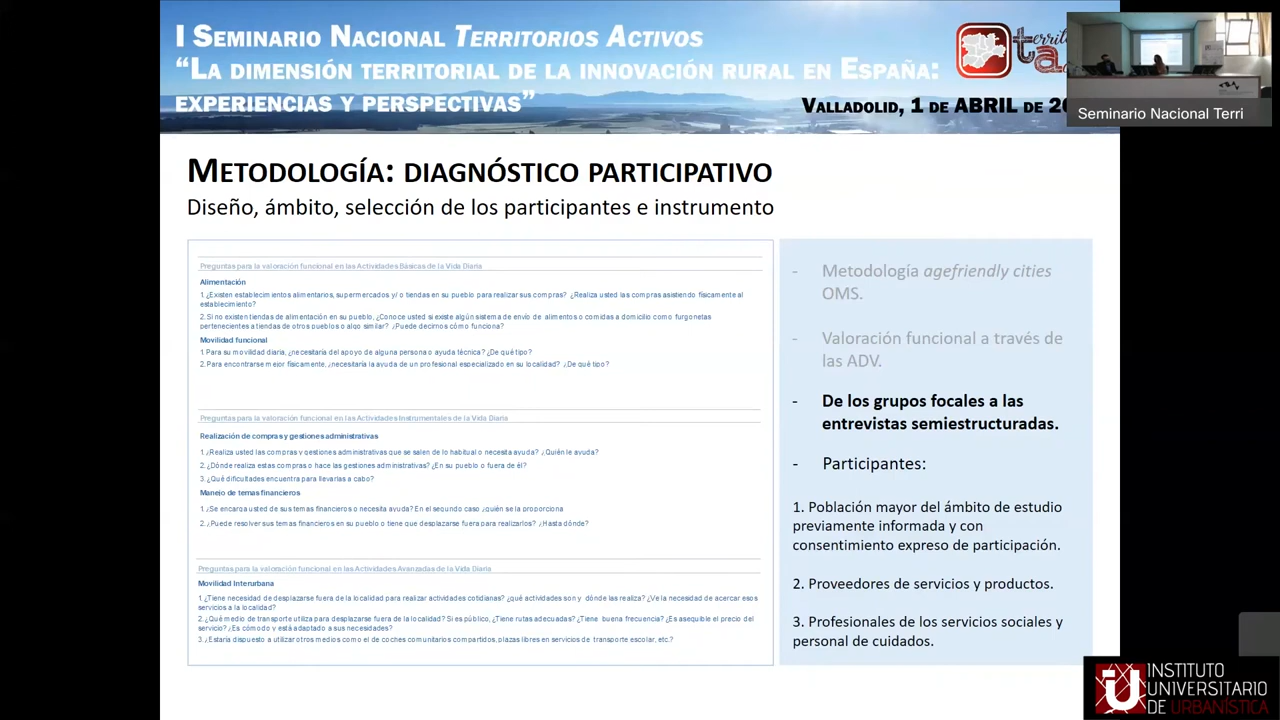 I Seminario Nacional Territorios Activos
“La dimensión territorial de la innovación rural en España:
experiencias y perspectivas”
Valladolid, 1 de ABRIL de
Seminario Nacional Terri
Metodología: diagnóstico participativo
Diseño, ámbito, selección de los participantes e instrumento
Preguntas para la valoración funcional en las Actividades Básicas de la Vida Diaria
Alimentación
1. ¿Existen establecimientos alimentarios, supermercados y/ o tiendas en su pueblo para realizar sus compras? ¿Realiza usted las compras asistiendo físicamente al
establecimiento?
2. Si no existen tiendas de alimentación en su pueblo, ¿Conoce usted si existe algún sistema de envío de alimentos o comidas a domicilio como furgonetas
pertenecientes a tiendas de otros pueblos o algo similar? ¿Puede decirnos cómo funciona?
Movilidad funcional
1. Para su movilidad diaria, ¿necesitaría del apoyo de alguna persona o ayuda técnica? ¿De qué tipo?
2. Para encontrarse mejor físicamente, ¿necesitaría la ayuda de un profesional especializado en su localidad? ¿De qué tipo?
Preguntas para la valoración funcional en las Actividades Instrumentales de la Vida Diaria
Realización de compras y gestiones administrativas
1. ¿Realiza usted las compras y gestiones administrativas que se salen de lo habitual o necesita ayuda? ¿Quién le ayuda?
2. ¿Dónde realiza estas compras o hace las gestiones administrativas? ¿En su pueblo o fuera de él?
3. ¿Qué dificultades encuentra para llevarlas a cabo?
Manejo de temas financieros
1. ¿Se encarga usted de sus temas financieros o necesita ayuda? En el segundo caso ¿quién se la proporciona
2. ¿Puede resolver sus temas financieros en su pueblo o tiene que desplazarse fuera para realizarlos? ¿Hasta dónde?
Preguntas para la valoración funcional en las Actividades Avanzadas de la Vida Diaria
Movilidad Interurbana
1. ¿Tiene necesidad de desplazarse fuera de la localidad para realizar actividades cotidianas? ¿qué actividades son y dónde las realiza? ¿Ve la necesidad de acercar esos
servicios a la localidad?
2. ¿Qué medio de transporte utiliza para desplazarse fuera de la localidad? Si es público, ¿Tiene rutas adecuadas? ¿Tiene buena frecuencia? ¿Es asequible el precio del
servicio? ¿Es cómodo y está adaptado a sus necesidades?
3. ¿Estaría dispuesto a utilizar otros medios como el de coches comunitarios compartidos, plazas libres en servicios de transporte escolar, etc.?
- Metodología agefriendly cities
OMS.
- Valoración funcional a través de
las ADV.
- De los grupos focales a las
entrevistas semiestructuradas.
- Participantes:
1. Población mayor del ámbito de estudio
previamente informada y con
consentimiento expreso de participación.
2. Proveedores de servicios y productos.
3. Profesionales de los servicios sociales y
personal de cuidados.
INSTITUTO
UNIVERSITARIO
DE URBANÍSTICA